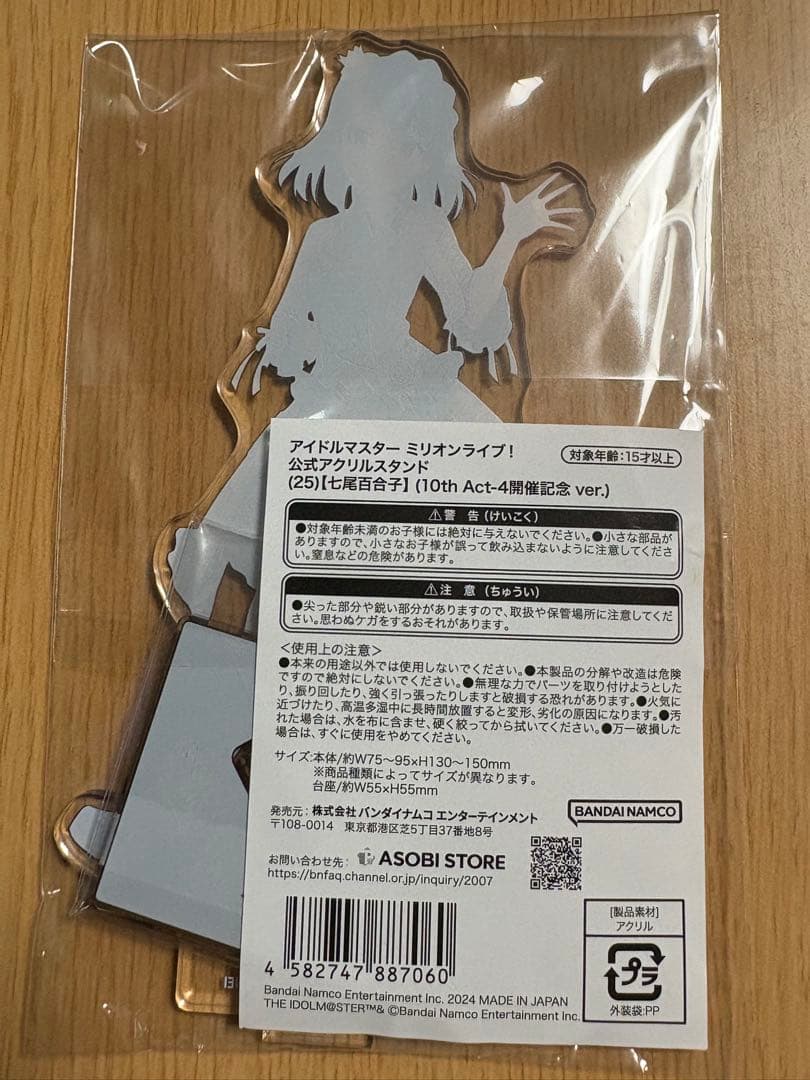 アイドルマスター ミリオンライブ！
公式アクリルスタンド
対象年齢：15才以上
(25)【七尾百合子】 (10th Act-4開催記念 ver.)
⚠警 告（けいこく）
●対象年齢未満のお子様には絶対に与えないでください。●小さな部品が
ありますので、小さなお子様が誤って飲み込まないように注意してくださ
い。窒息などの危険があります。
⚠注 意（ちゅうい）
●尖った部分や鋭い部分がありますので、取扱や保管場所に注意してくだ
さい。思わぬケガをするおそれがあります。
＜使用上の注意＞
●本来の用途以外では使用しないでください。●本製品の分解や改造は危険
ですので絶対にしないでください。●無理な力でパーツを取り付けようとした
り、振り回したり、強く引っ張ったりしますと破損する恐れがあります。●火気に
近づけたり、高温多湿中に長時間放置すると変形、劣化の原因になります。●汚
れた場合は、水を布に含ませ、硬く絞ってから拭いてください。●万一破損した
場合は、すぐに使用をやめてください。
サイズ:本体/約W75～95×H130～150mm
※商品種類によってサイズが異なります。
台座/約W55×H55mm
発売元：株式会社 バンダイナムコ エンターテインメント
〒108-0014 東京都港区芝5丁目37番地8号
BANDAI NAMCO
お問い合わせ先： ASOBI STORE
https://bnfaq.channel.or.jp/inquiry/2007
4 582747 887060
[製品素材]
アクリル
プラ
外装袋:PP
Bandai Namco Entertainment Inc. 2024 MADE IN JAPAN
THE IDOLM@STER™& ©Bandai Namco Entertainment Inc.